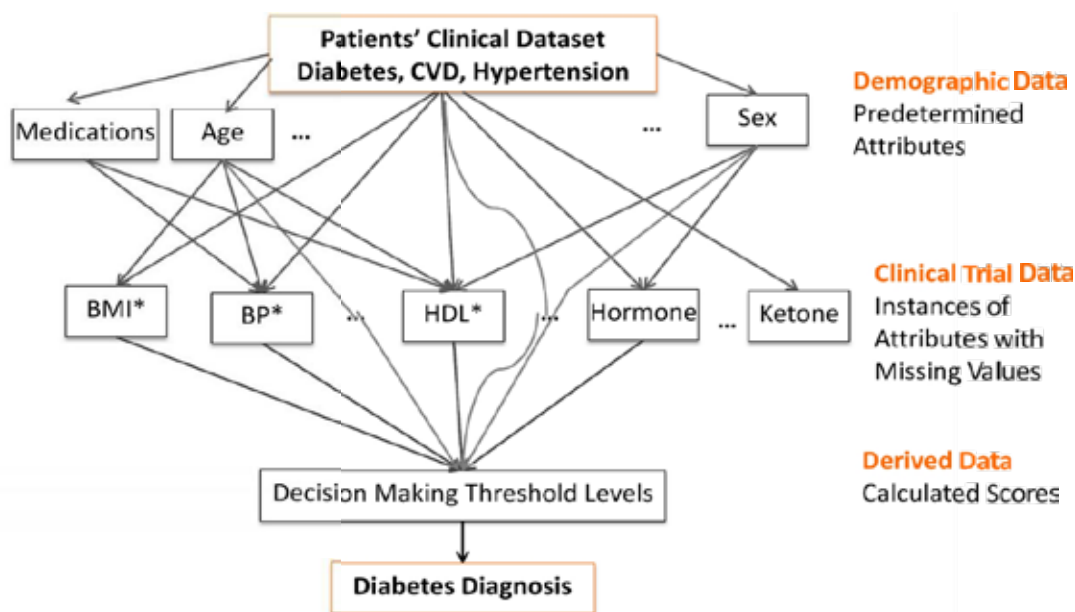 Patients' Clinical Dataset
Diabetes, CVD, Hypertension
Demographic Data
Predetermined
Attributes
Medications
Age
...
...
Sex
Clinical Trial Data
Instances of
Attributes with
Missing Values
BMI*
BP*
...
HDL*
...
Hormone
...
Ketone
Derived Data
Calculated Scores
Decision Making Threshold Levels
Diabetes Diagnosis